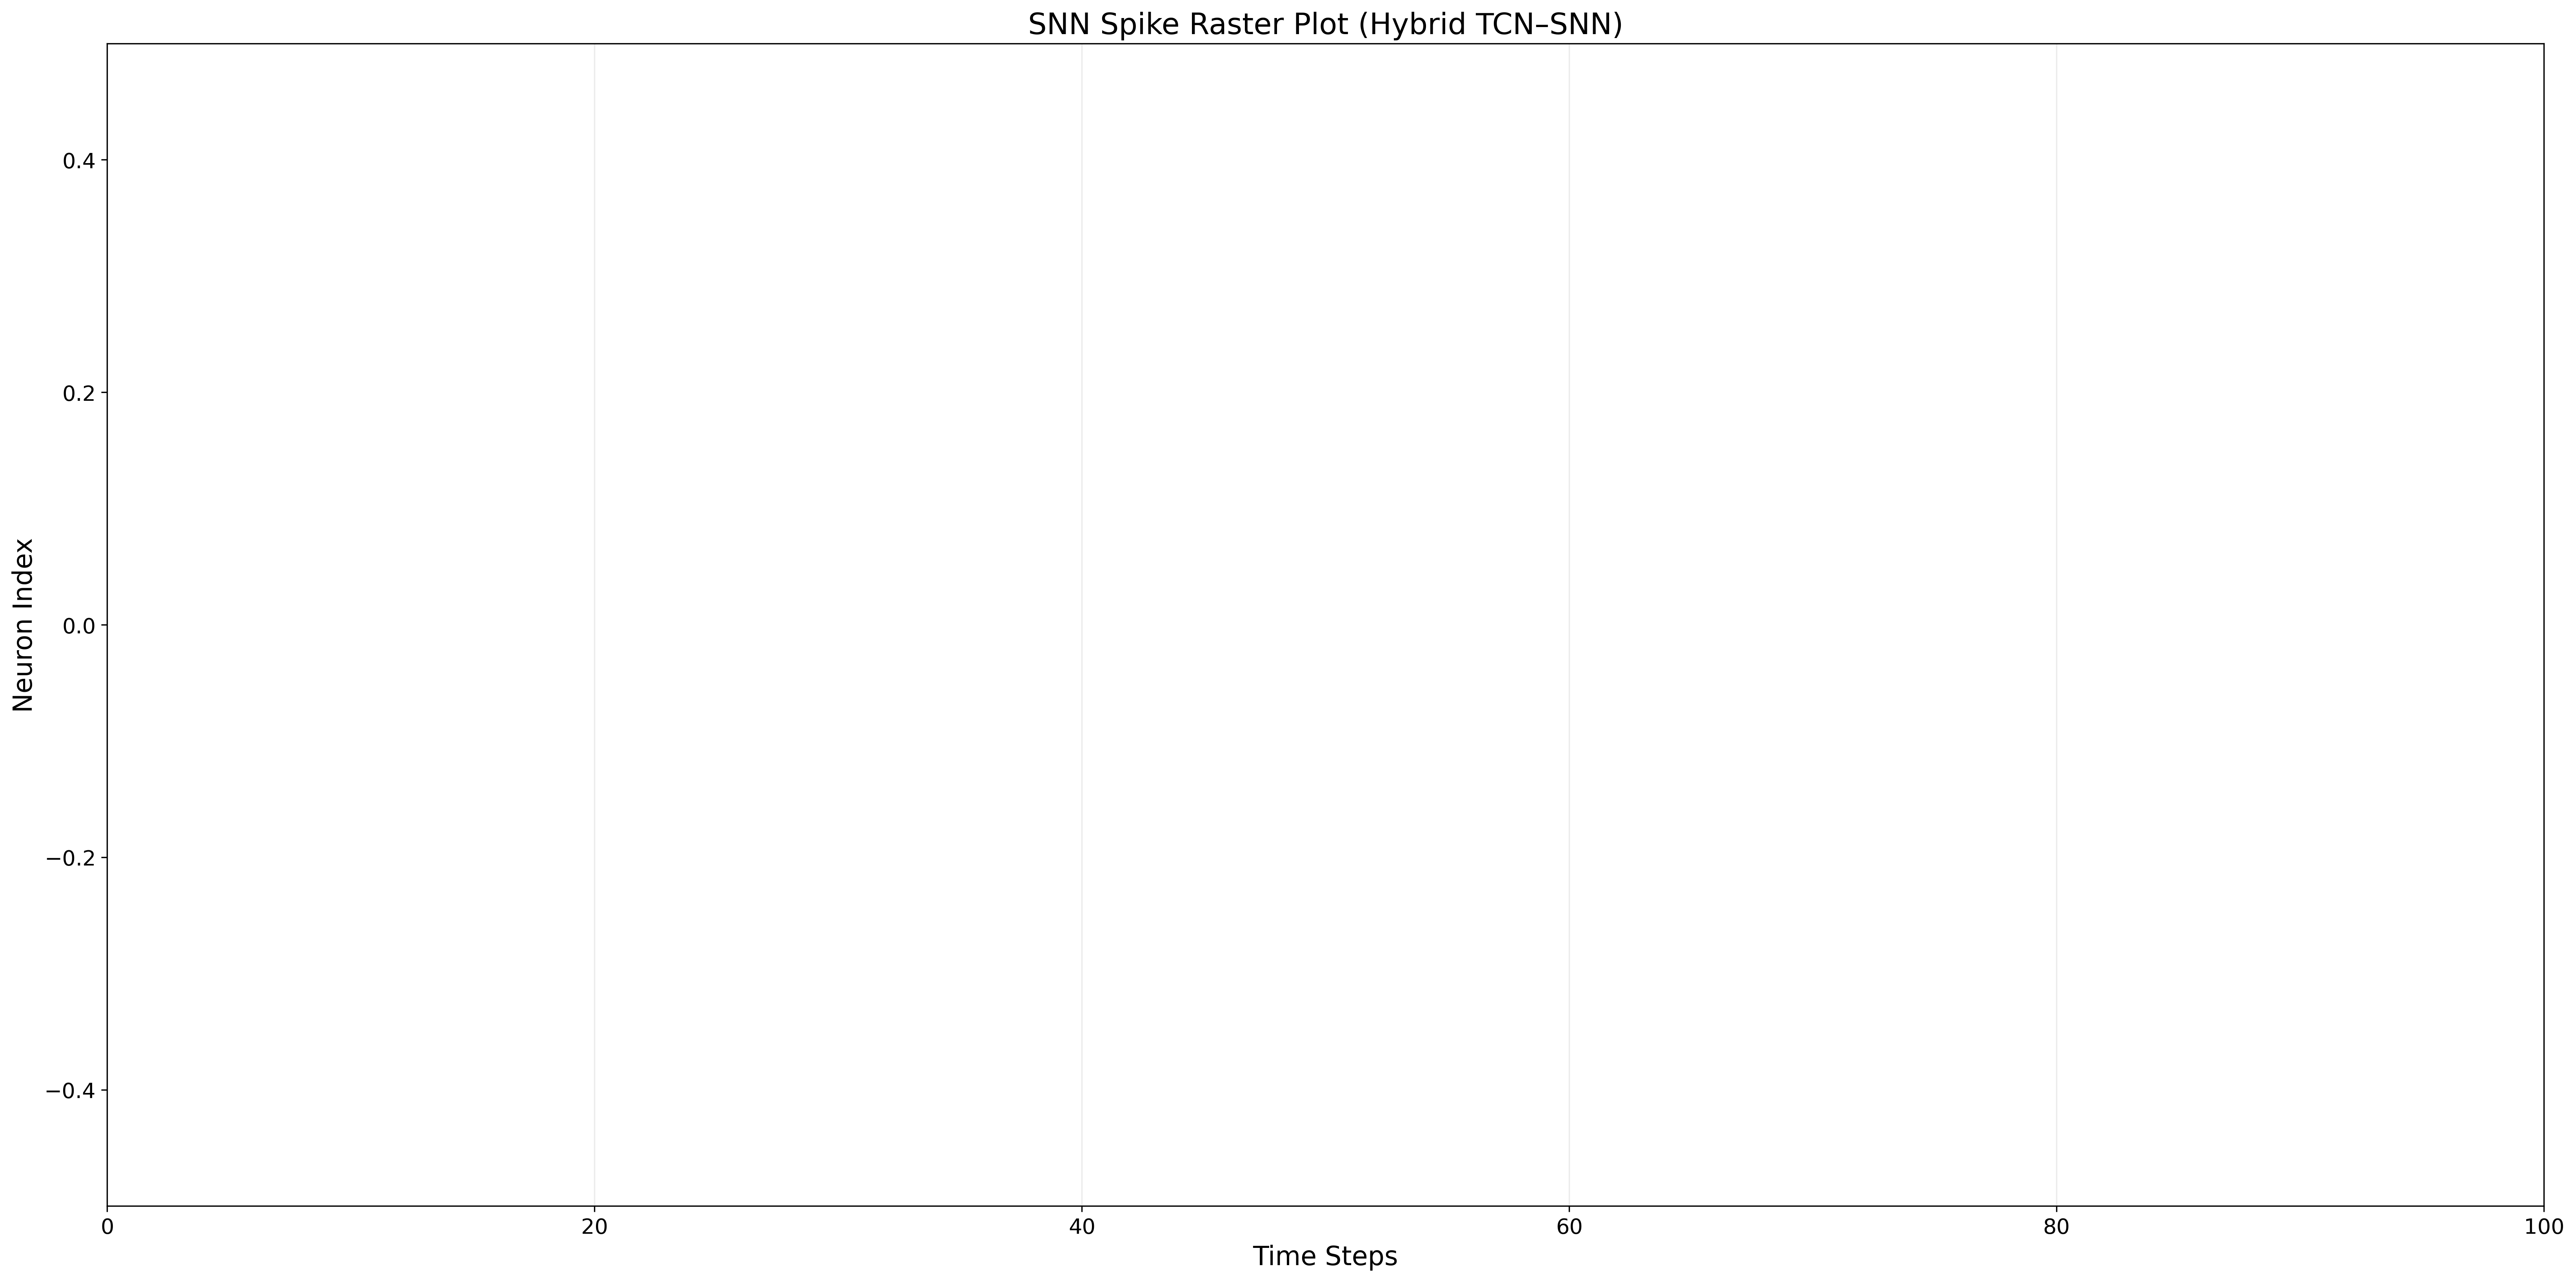 SNN Spike Raster Plot (Hybrid TCN–SNN)
Neuron Index
0.4
0.2
0.0
−0.2
−0.4
0 20 40 60 80 100
Time Steps